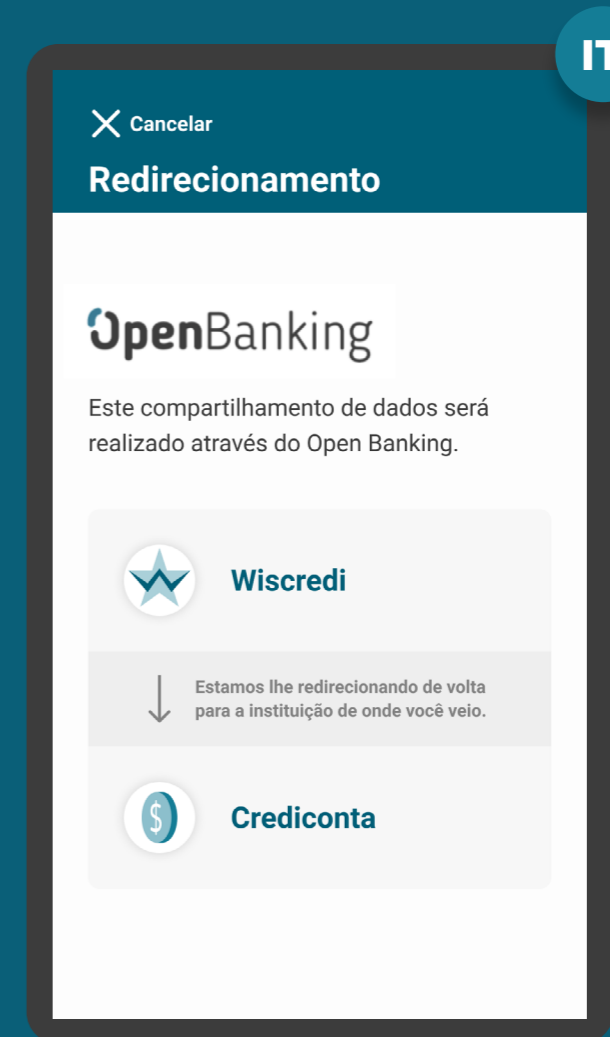 IT
Cancelar
Redirecionamento
OpenBanking
Este compartilhamento de dados será
realizado através do Open Banking.
Wiscredi
Estamos lhe redirecionando de volta
para a instituição de onde você veio.
$
Crediconta